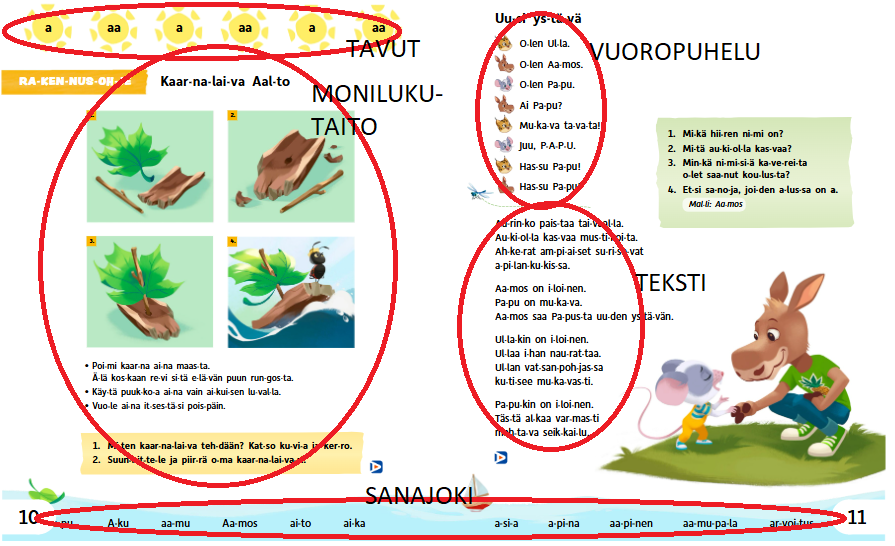 a aa a aa a aa
TAVUT
RA-KEN-NUS-OH-JE
Kaar-na-lai-va Aal-to
MONILUKU-
TAITO
1.
2.
3.
4.
• Poi-mi kaar-na ai-na maas-ta.
Ä-lä kos-kaan re-vi si-tä e-lä-vän puun run-gos-ta.
• Käy-tä puuk-ko-a ai-na vain ai-kui-sen lu-val-la.
• Vuo-le ai-na it-ses-tä-si pois-päin.
1. Mi-ten kaar-na-lai-va teh-dään? Kat-so ku-vi-a ja ker-ro.
2. Suun-nit-te-le ja piir-rä o-ma kaar-na-lai-va-si.
Uu-si ys-tä-vä
VUOROPUHELU
O-len Ul-la.
O-len Aa-mos.
O-len Pa-pu.
Ai Pa-pu?
Mu-ka-va ta-va-ta!
Juu, P-A-P-U.
Has-su Pa-pu!
Has-su Pa-pu!
1. Mi-kä hii-ren ni-mi on?
2. Mi-tä au-ki-ol-la kas-vaa?
3. Min-kä ni-mi-si-ä ka-ve-rei-ta
o-let saa-nut kou-lus-ta?
4. Et-si sa-no-ja, joi-den a-lus-sa on a.
Mal-li: Aa-mos
Au-rin-ko pais-taa tai-vaal-la.
Au-ki-ol-la kas-vaa mus-ti-koi-ta.
Ah-ke-rat am-pi-ai-set su-ri-se-vat
a-pi-lan-ku-kis-sa.
TEKSTI
Aa-mos on i-loi-nen.
Pa-pu on mu-ka-va.
Aa-mos saa Pa-pus-ta uu-den ys-tä-vän.
Ul-la-kin on i-loi-nen.
Ul-laa i-han nau-rat-taa.
Ul-lan vat-san-poh-jas-sa
ku-ti-see mu-ka-vas-ti.
Pa-pu-kin on i-loi-nen.
Täs-tä al-kaa var-mas-ti
mah-ta-va seik-kai-lu.
SANAJOKI
10 A-ku aa-mu Aa-mos ai-to ai-ka a-si-a a-pi-na aa-pi-nen aa-mu-pa-la ar-voi-tus 11